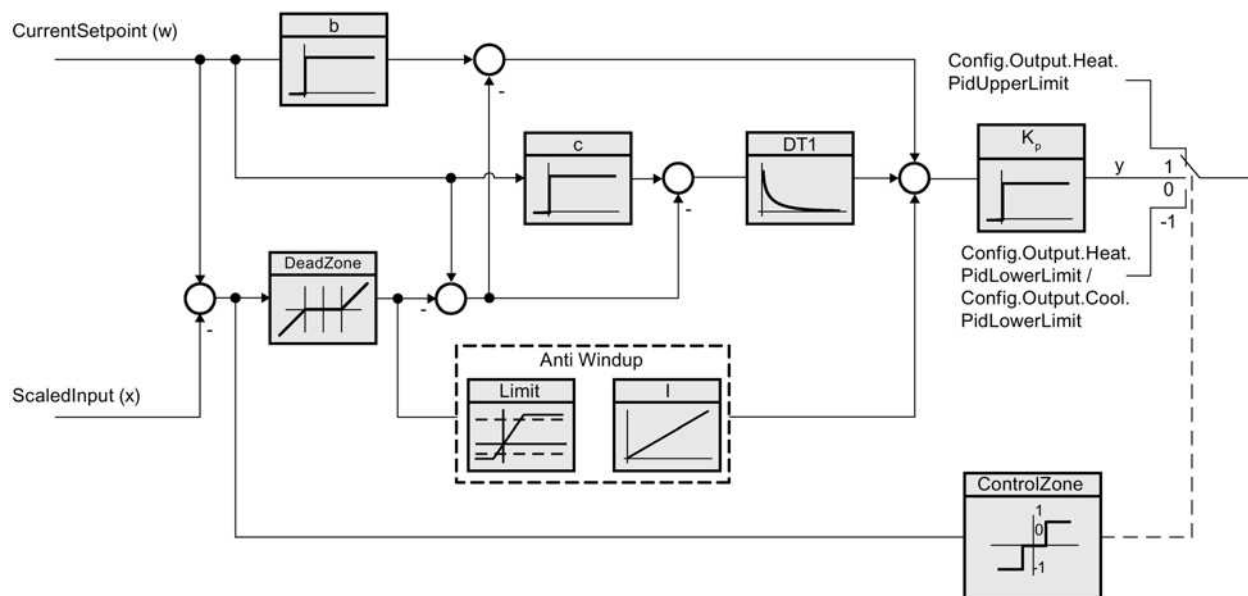 b
CurrentSetpoint (w)
-
Config.Output.Heat.
PidUpperLimit
c
DT1
Kp
-
y
1
0
-1
DeadZone
-
-
Config.Output.Heat.
PidLowerLimit /
Config.Output.Cool.
PidLowerLimit
Anti Windup
ScaledInput (x)
Limit
I
ControlZone
1
0
-1